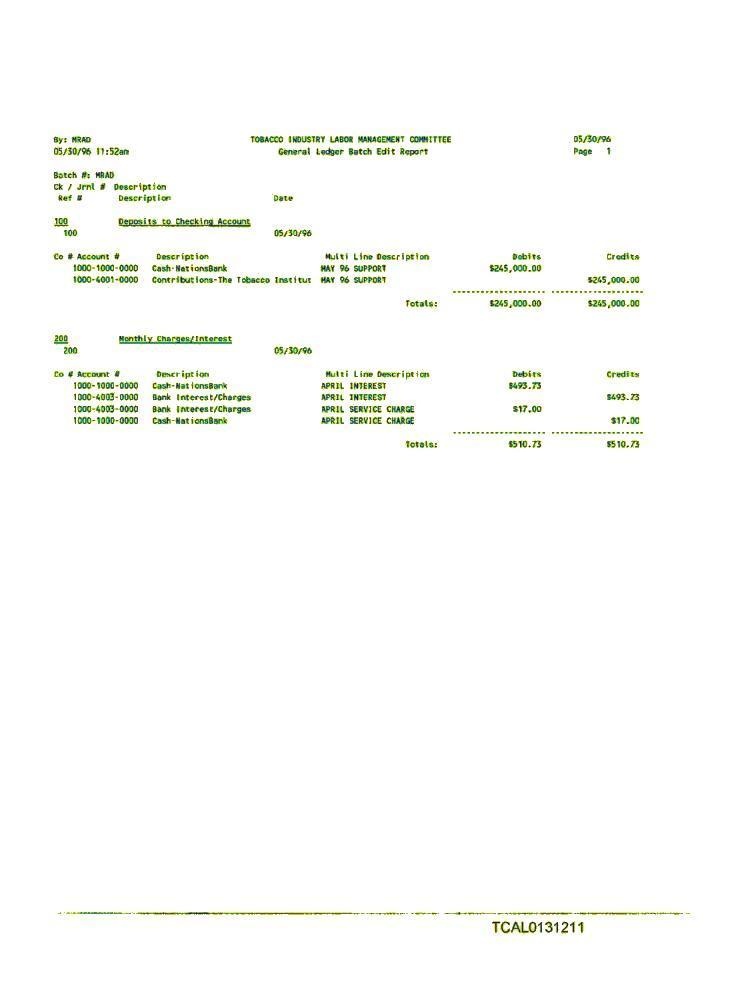 By: MRAD TOBACCO INDUSTRY LABOR MANAGEMENT COMMITTEE 05/30/96
05/30/96 11:52am General Ledger Batch Edit Report Page 1
Batch #: MRAD
Ck / Jrnl # Description
Ref # Description Date
100 Deposits to Checking Account
100 05/30/96
Co # Account # Description Multi Line Description Debits Credits
1000-1000-0000 Cash-NationsBank MAY 96 SUPPORT $245,000.00
1000-4001-0000 Contributions-The Tobacco Institut MAY 96 SUPPORT $245,000.00
Totals: $245,000.00 $245,000.00
200 Monthly Charges/Interest
200 05/30/96
Co # Account # Description Multi Line Description Debits Credits
1000-1000-0000 Cash-NationsBank APRIL INTEREST $493.73
1000-4003-0000 Bank Interest/Charges APRIL INTEREST $493.73
1000-4003-0000 Bank Interest/Charges APRIL SERVICE CHARGE $17.00
1000-1000-0000 Cash-NationsBank APRIL SERVICE CHARGE $17.00
Totals: $510.73 $510.73
TCAL0131211